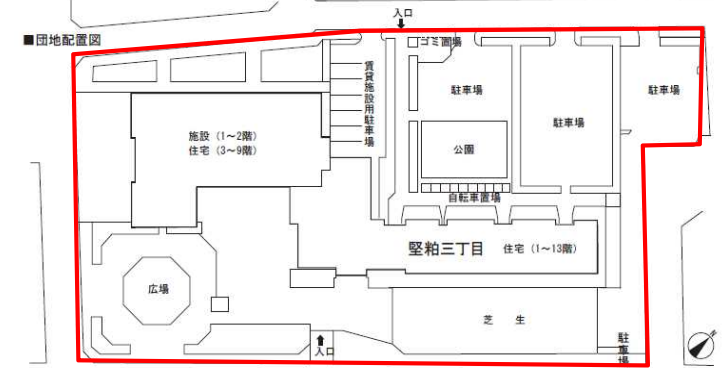 ■団地配置図
入口
ゴミ置場
賃貸施設用駐車場
駐車場
駐車場
駐車場
施設（1～2階）
住宅（3～9階）
公園
自転車置場
堅粕三丁目 住宅（1～13階）
広場
芝生
駐車場
入口
N